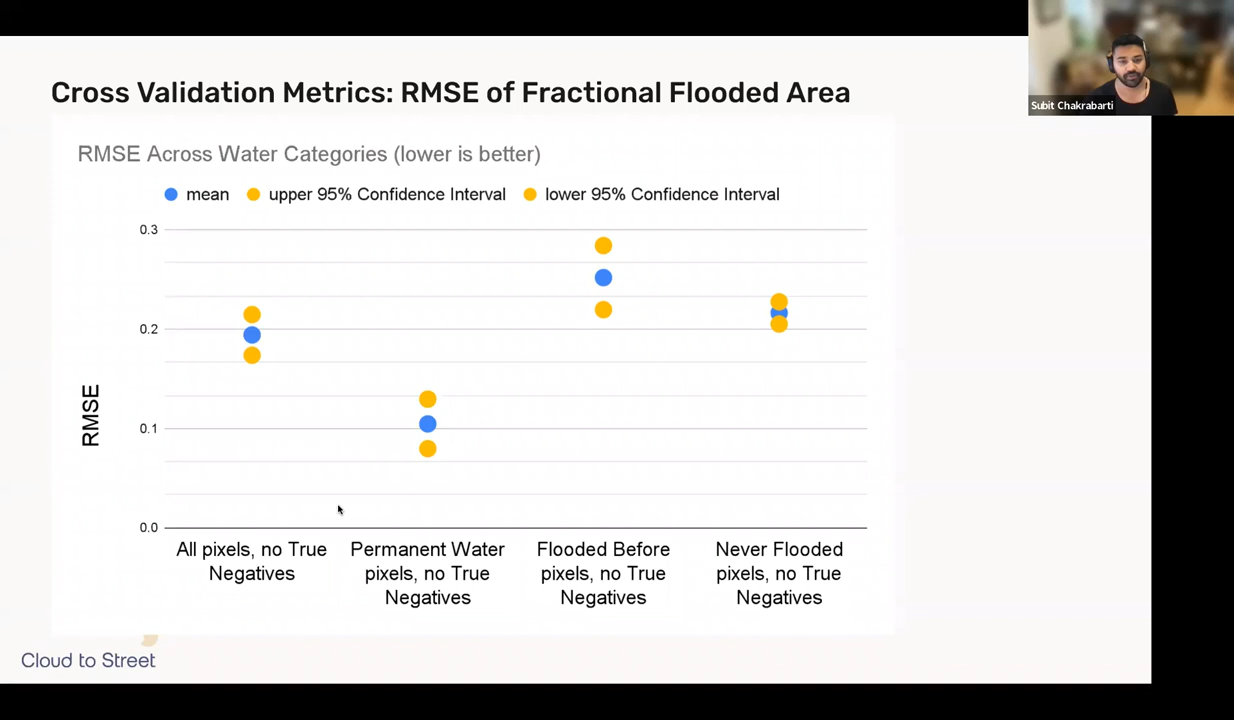 Cross Validation Metrics: RMSE of Fractional Flooded Area
Subit Chakrabarti
RMSE Across Water Categories (lower is better)
mean upper 95% Confidence Interval lower 95% Confidence Interval
0.3
0.2
0.1
0.0
RMSE
All pixels, no True
Negatives
Permanent Water
pixels, no True
Negatives
Flooded Before
pixels, no True
Negatives
Never Flooded
pixels, no True
Negatives
Cloud to Street